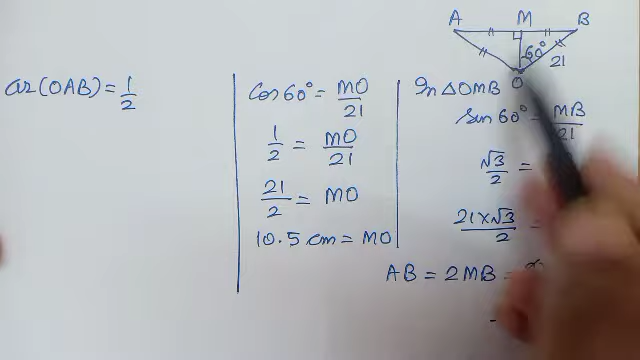 A M B
60°
21
O
ar(OAB) = 1/2
Cos 60° = MO/21
1/2 = MO/21
21/2 = MO
10.5 cm = MO
In △OMB
Sin 60° = MB/21
√3/2 =
21×√3/2 =
AB = 2MB =